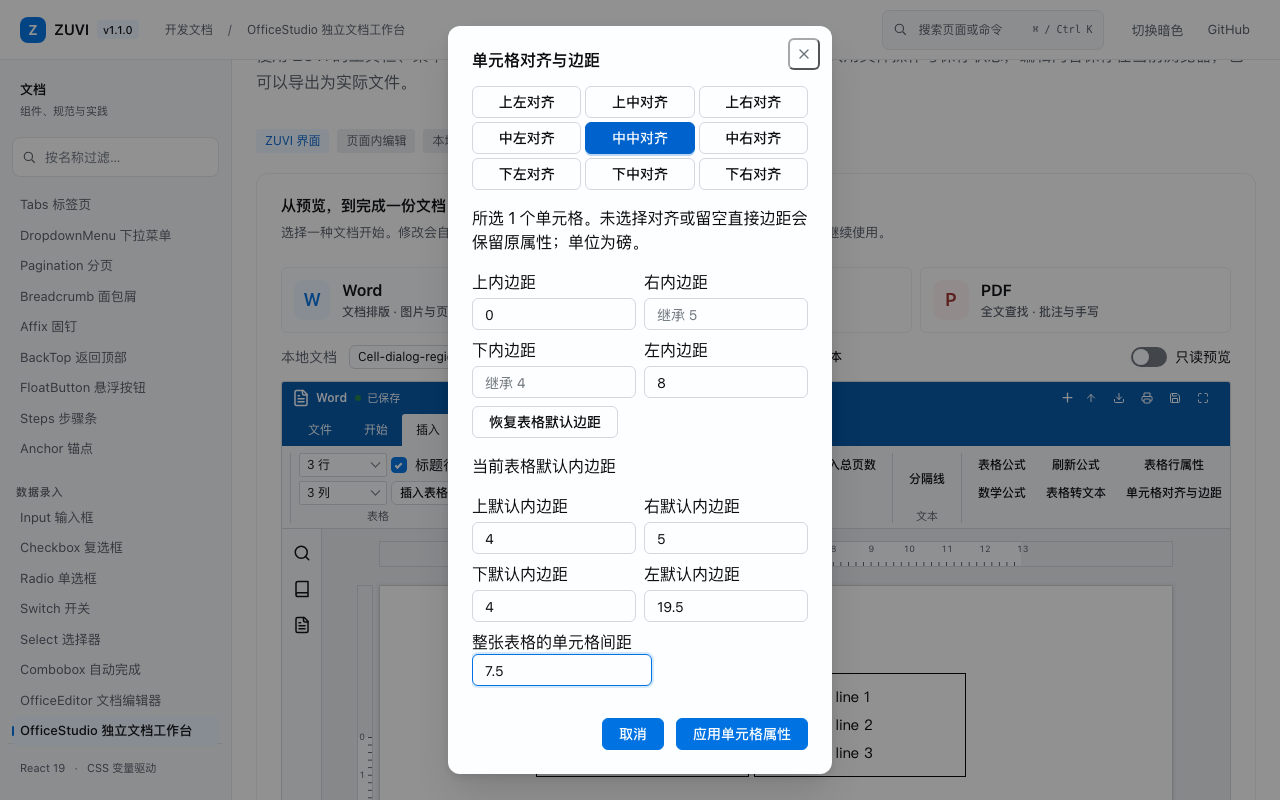 Z ZUVI v1.1.0 开发文档 / OfficeStudio 独立文档工作台 搜索页面或命令 ⌘ / Ctrl K 切换暗色 GitHub
可以导出为实际文件。
文档
组件、规范与实践
按名称过滤...
Tabs 标签页
DropdownMenu 下拉菜单
Pagination 分页
Breadcrumb 面包屑
Affix 固钉
BackTop 返回顶部
FloatButton 悬浮按钮
Steps 步骤条
Anchor 锚点
数据录入
Input 输入框
Checkbox 复选框
Radio 单选框
Switch 开关
Select 选择器
Combobox 自动完成
OfficeEditor 文档编辑器
OfficeStudio 独立文档工作台
React 19 · CSS 变量驱动
ZUVI 界面 页面内编辑
从预览，到完成一份文档
选择一种文档开始。修改会自
继续使用。
W Word
文档排版 · 图片与页
P PDF
全文查找 · 批注与手写
本地文档 Cell-dialog-regi
只读预览
Word 已保存
文件 开始 插入
3 行 标题行
3 列 插入表格
表格
入总页数 分隔线 表格公式 刷新公式 表格行属性
数学公式 表格转文本 单元格对齐与边距
文本
8 9 10 11 12 13
0
1
line 1
line 2
line 3
单元格对齐与边距
上左对齐 上中对齐 上右对齐
中左对齐 中中对齐 中右对齐
下左对齐 下中对齐 下右对齐
所选 1 个单元格。未选择对齐或留空直接边距会
保留原属性；单位为磅。
上内边距 右内边距
0 继承 5
下内边距 左内边距
继承 4 8
恢复表格默认边距
当前表格默认内边距
上默认内边距 右默认内边距
4 5
下默认内边距 左默认内边距
4 19.5
整张表格的单元格间距
7.5
取消 应用单元格属性